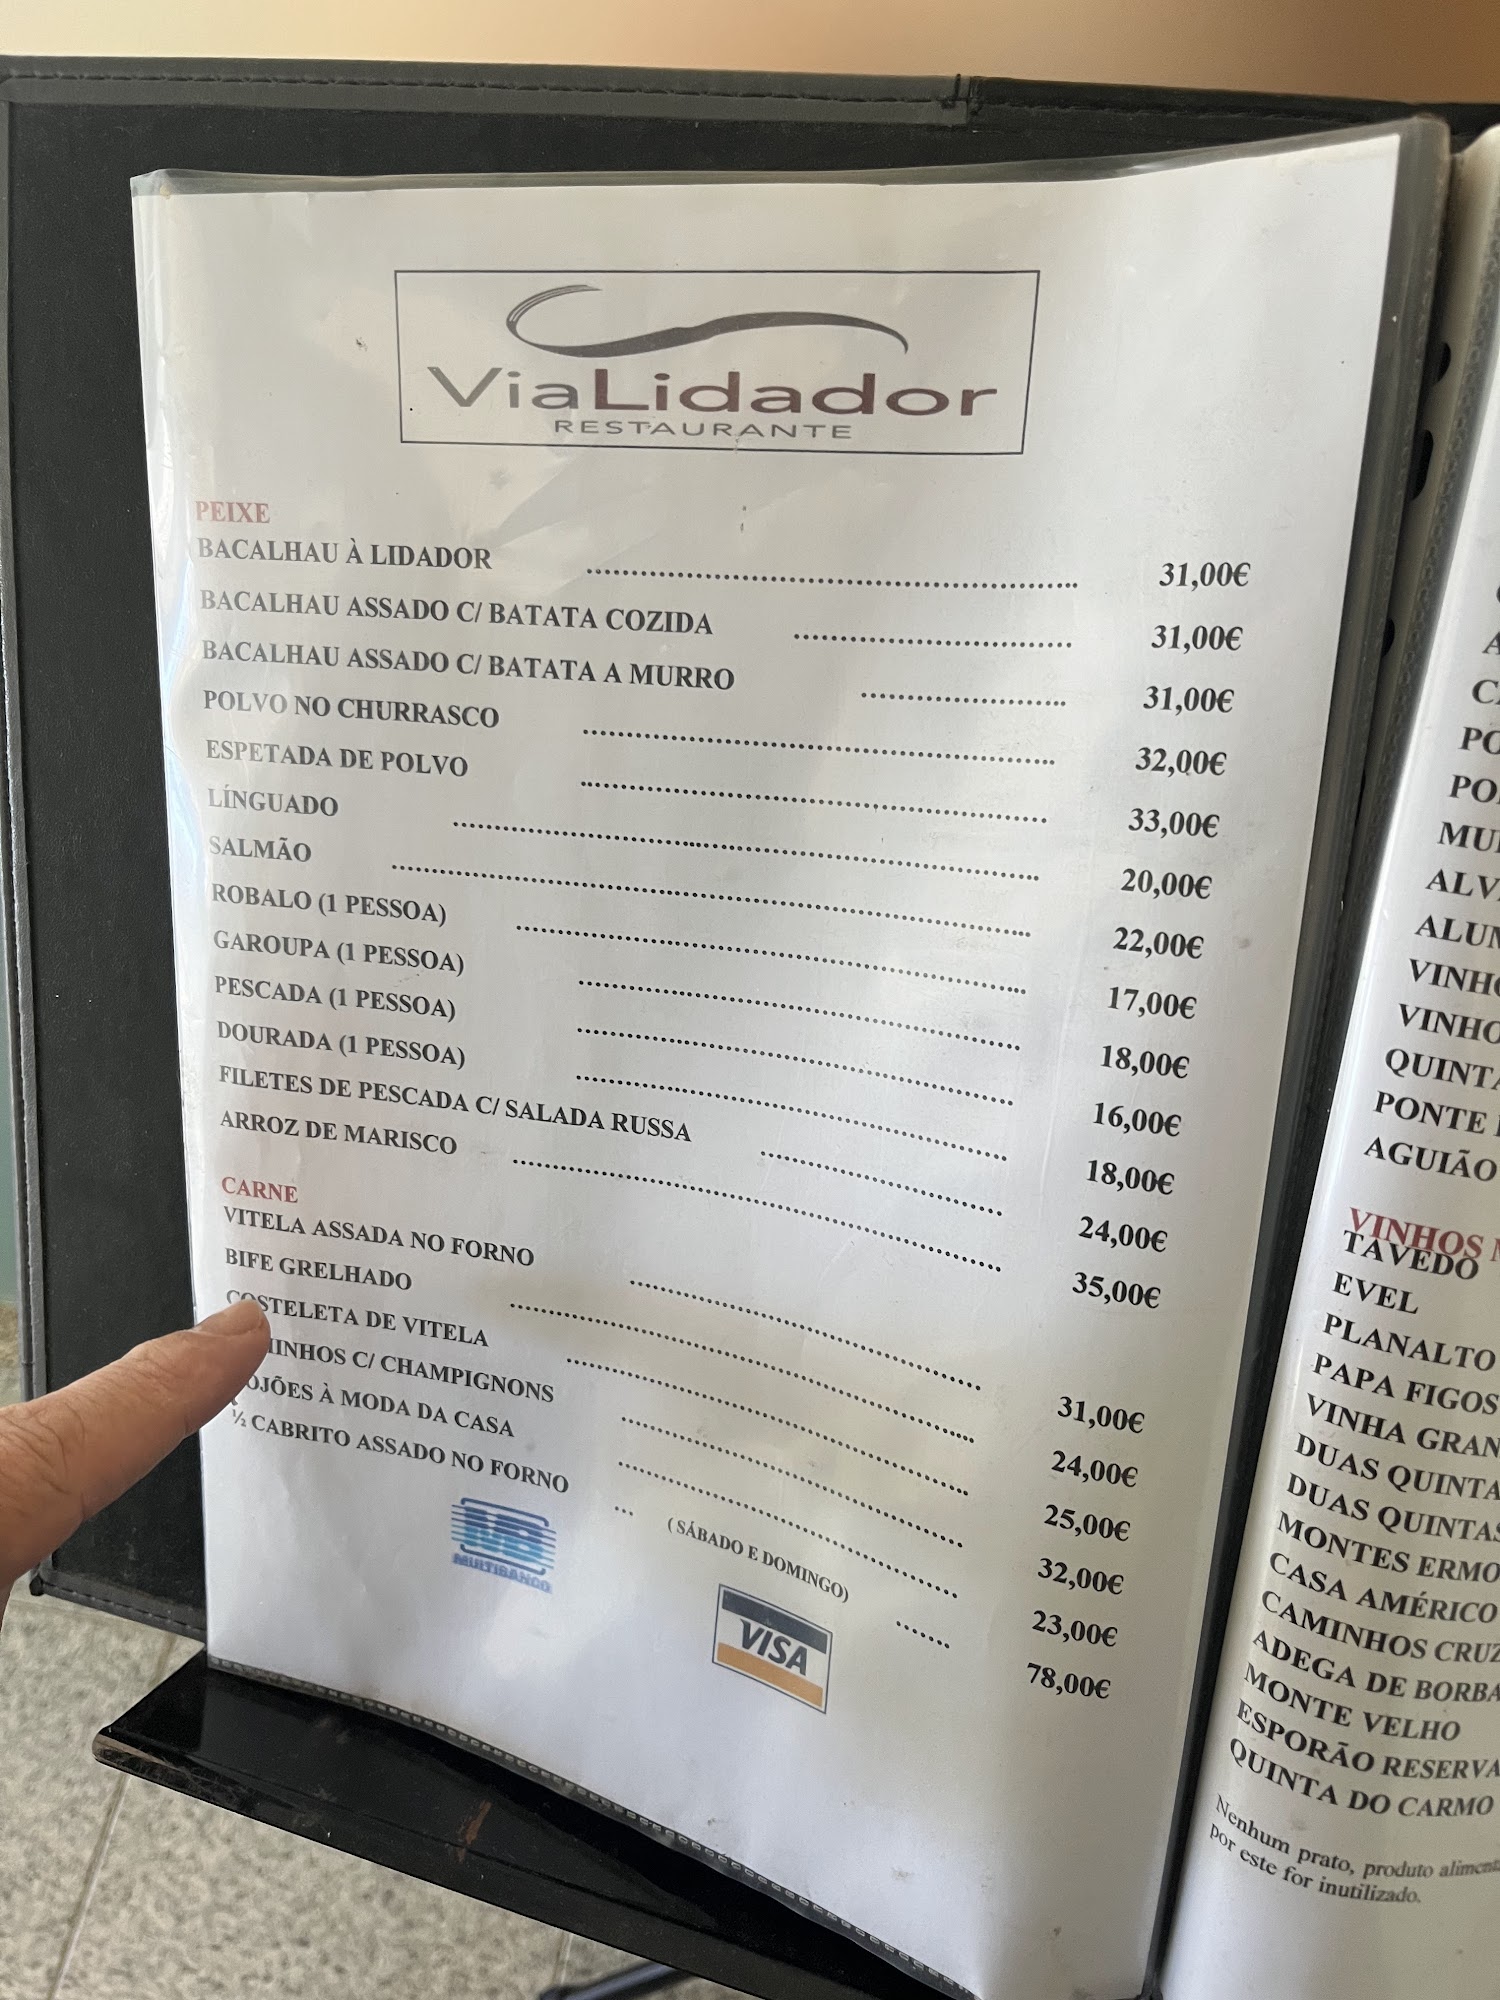 ViaLidador
RESTAURANTE
PEIXE
BACALHAU À LIDADOR 31,00€
BACALHAU ASSADO C/ BATATA COZIDA 31,00€
BACALHAU ASSADO C/ BATATA A MURRO 31,00€
POLVO NO CHURRASCO 32,00€
ESPETADA DE POLVO 33,00€
LÍNGUADO 20,00€
SALMÃO 22,00€
ROBALO (1 PESSOA) 17,00€
GAROUPA (1 PESSOA) 18,00€
PESCADA (1 PESSOA) 16,00€
DOURADA (1 PESSOA) 18,00€
FILETES DE PESCADA C/ SALADA RUSSA 24,00€
ARROZ DE MARISCO 35,00€
CARNE
VITELA ASSADA NO FORNO 31,00€
BIFE GRELHADO 24,00€
COSTELETA DE VITELA 25,00€
C/ CHAMPIGNONS 32,00€
À MODA DA CASA 23,00€
½ CABRITO ASSADO NO FORNO ... ( SÁBADO E DOMINGO) 78,00€
MB
MULTIBANCO
VISA
VINHOS
TAVEDO
EVEL
PLANALTO
PAPA FIGOS
VINHA
DUAS
DUAS QUINTAS
MONTES
CASA AMÉRICO
CAMINHOS
ADEGA DE BORBA
MONTE VELHO
ESPORÃO RESERVA
QUINTA DO CARMO
Nenhum prato, produto
por este for inutilizado.